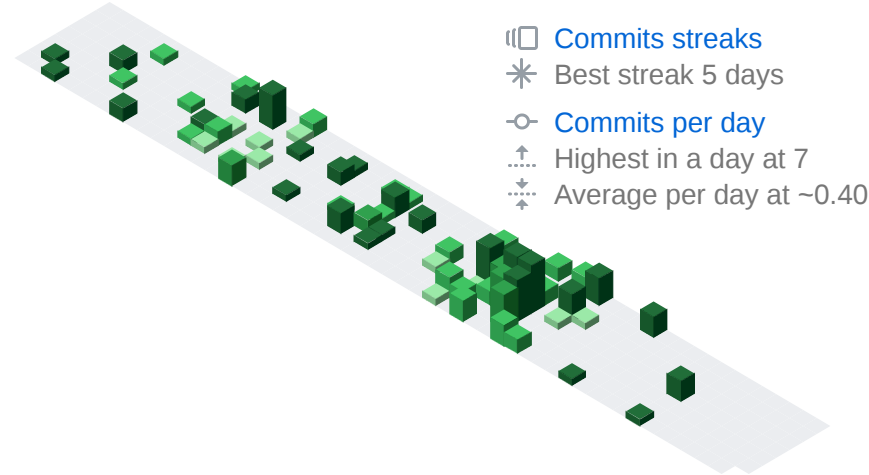 Commits streaks
Best streak 5 days
Commits per day
Highest in a day at 7
Average per day at ~0.40